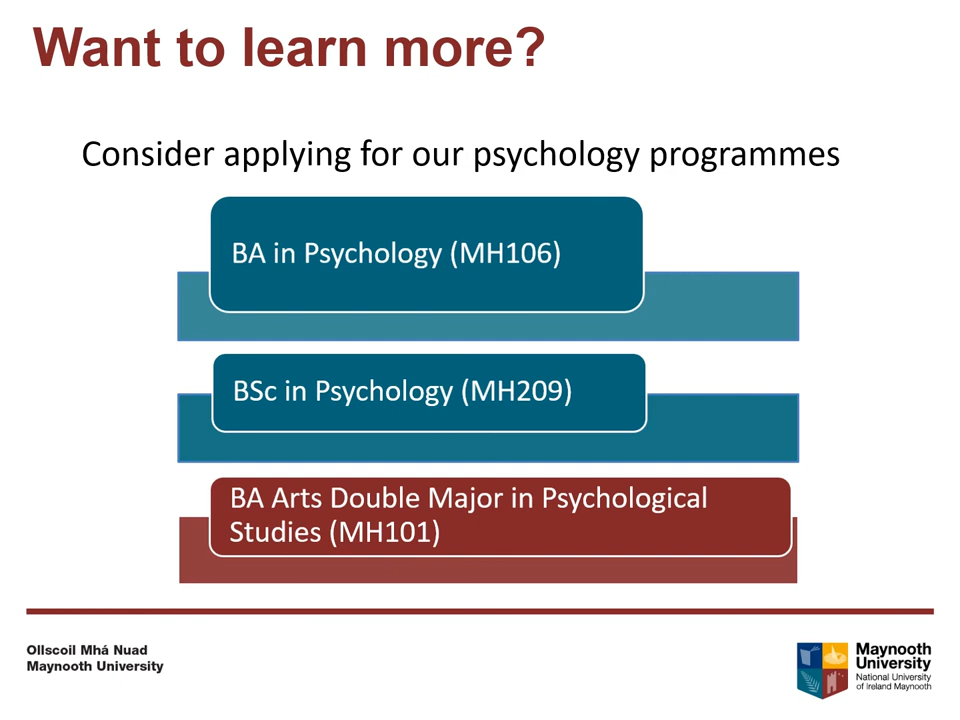 Want to learn more?
Consider applying for our psychology programmes
BA in Psychology (MH106)
BSc in Psychology (MH209)
BA Arts Double Major in Psychological
Studies (MH101)
Ollscoil Mhá Nuad
Maynooth University
Maynooth
University
National University
of Ireland Maynooth